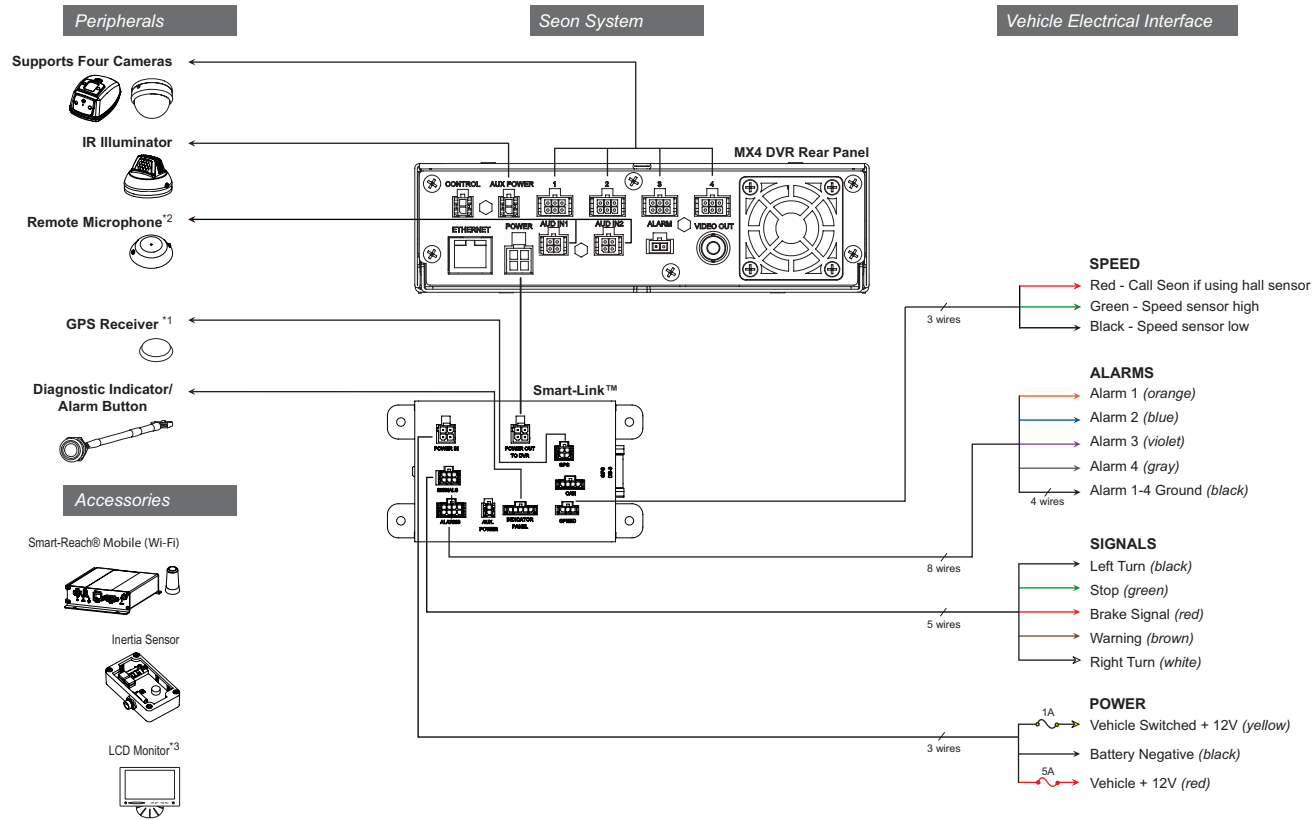 Peripherals
Seon System
Vehicle Electrical Interface
Supports Four Cameras
IR Illuminator
Remote Microphone*2
GPS Receiver *1
Diagnostic Indicator/
Alarm Button
Accessories
Smart-Reach® Mobile (Wi-Fi)
Inertia Sensor
LCD Monitor*3
MX4 DVR Rear Panel
CONTROL
AUX POWER
1
2
3
4
ETHERNET
POWER
AUD IN1
AUD IN2
ALARM
VIDEO OUT
Smart-Link™
POWER IN
POWER OUT
TO DVR
GPS
SIGNALS
CAN
GPS
DB-9
ALARMS
AUX.
POWER
INDICATOR
PANEL
SPEED
3 wires
8 wires
5 wires
3 wires
SPEED
Red - Call Seon if using hall sensor
Green - Speed sensor high
Black - Speed sensor low
ALARMS
Alarm 1 (orange)
Alarm 2 (blue)
Alarm 3 (violet)
Alarm 4 (gray)
Alarm 1-4 Ground (black)
4 wires
SIGNALS
Left Turn (black)
Stop (green)
Brake Signal (red)
Warning (brown)
Right Turn (white)
POWER
1A
Vehicle Switched + 12V (yellow)
Battery Negative (black)
5A
Vehicle + 12V (red)